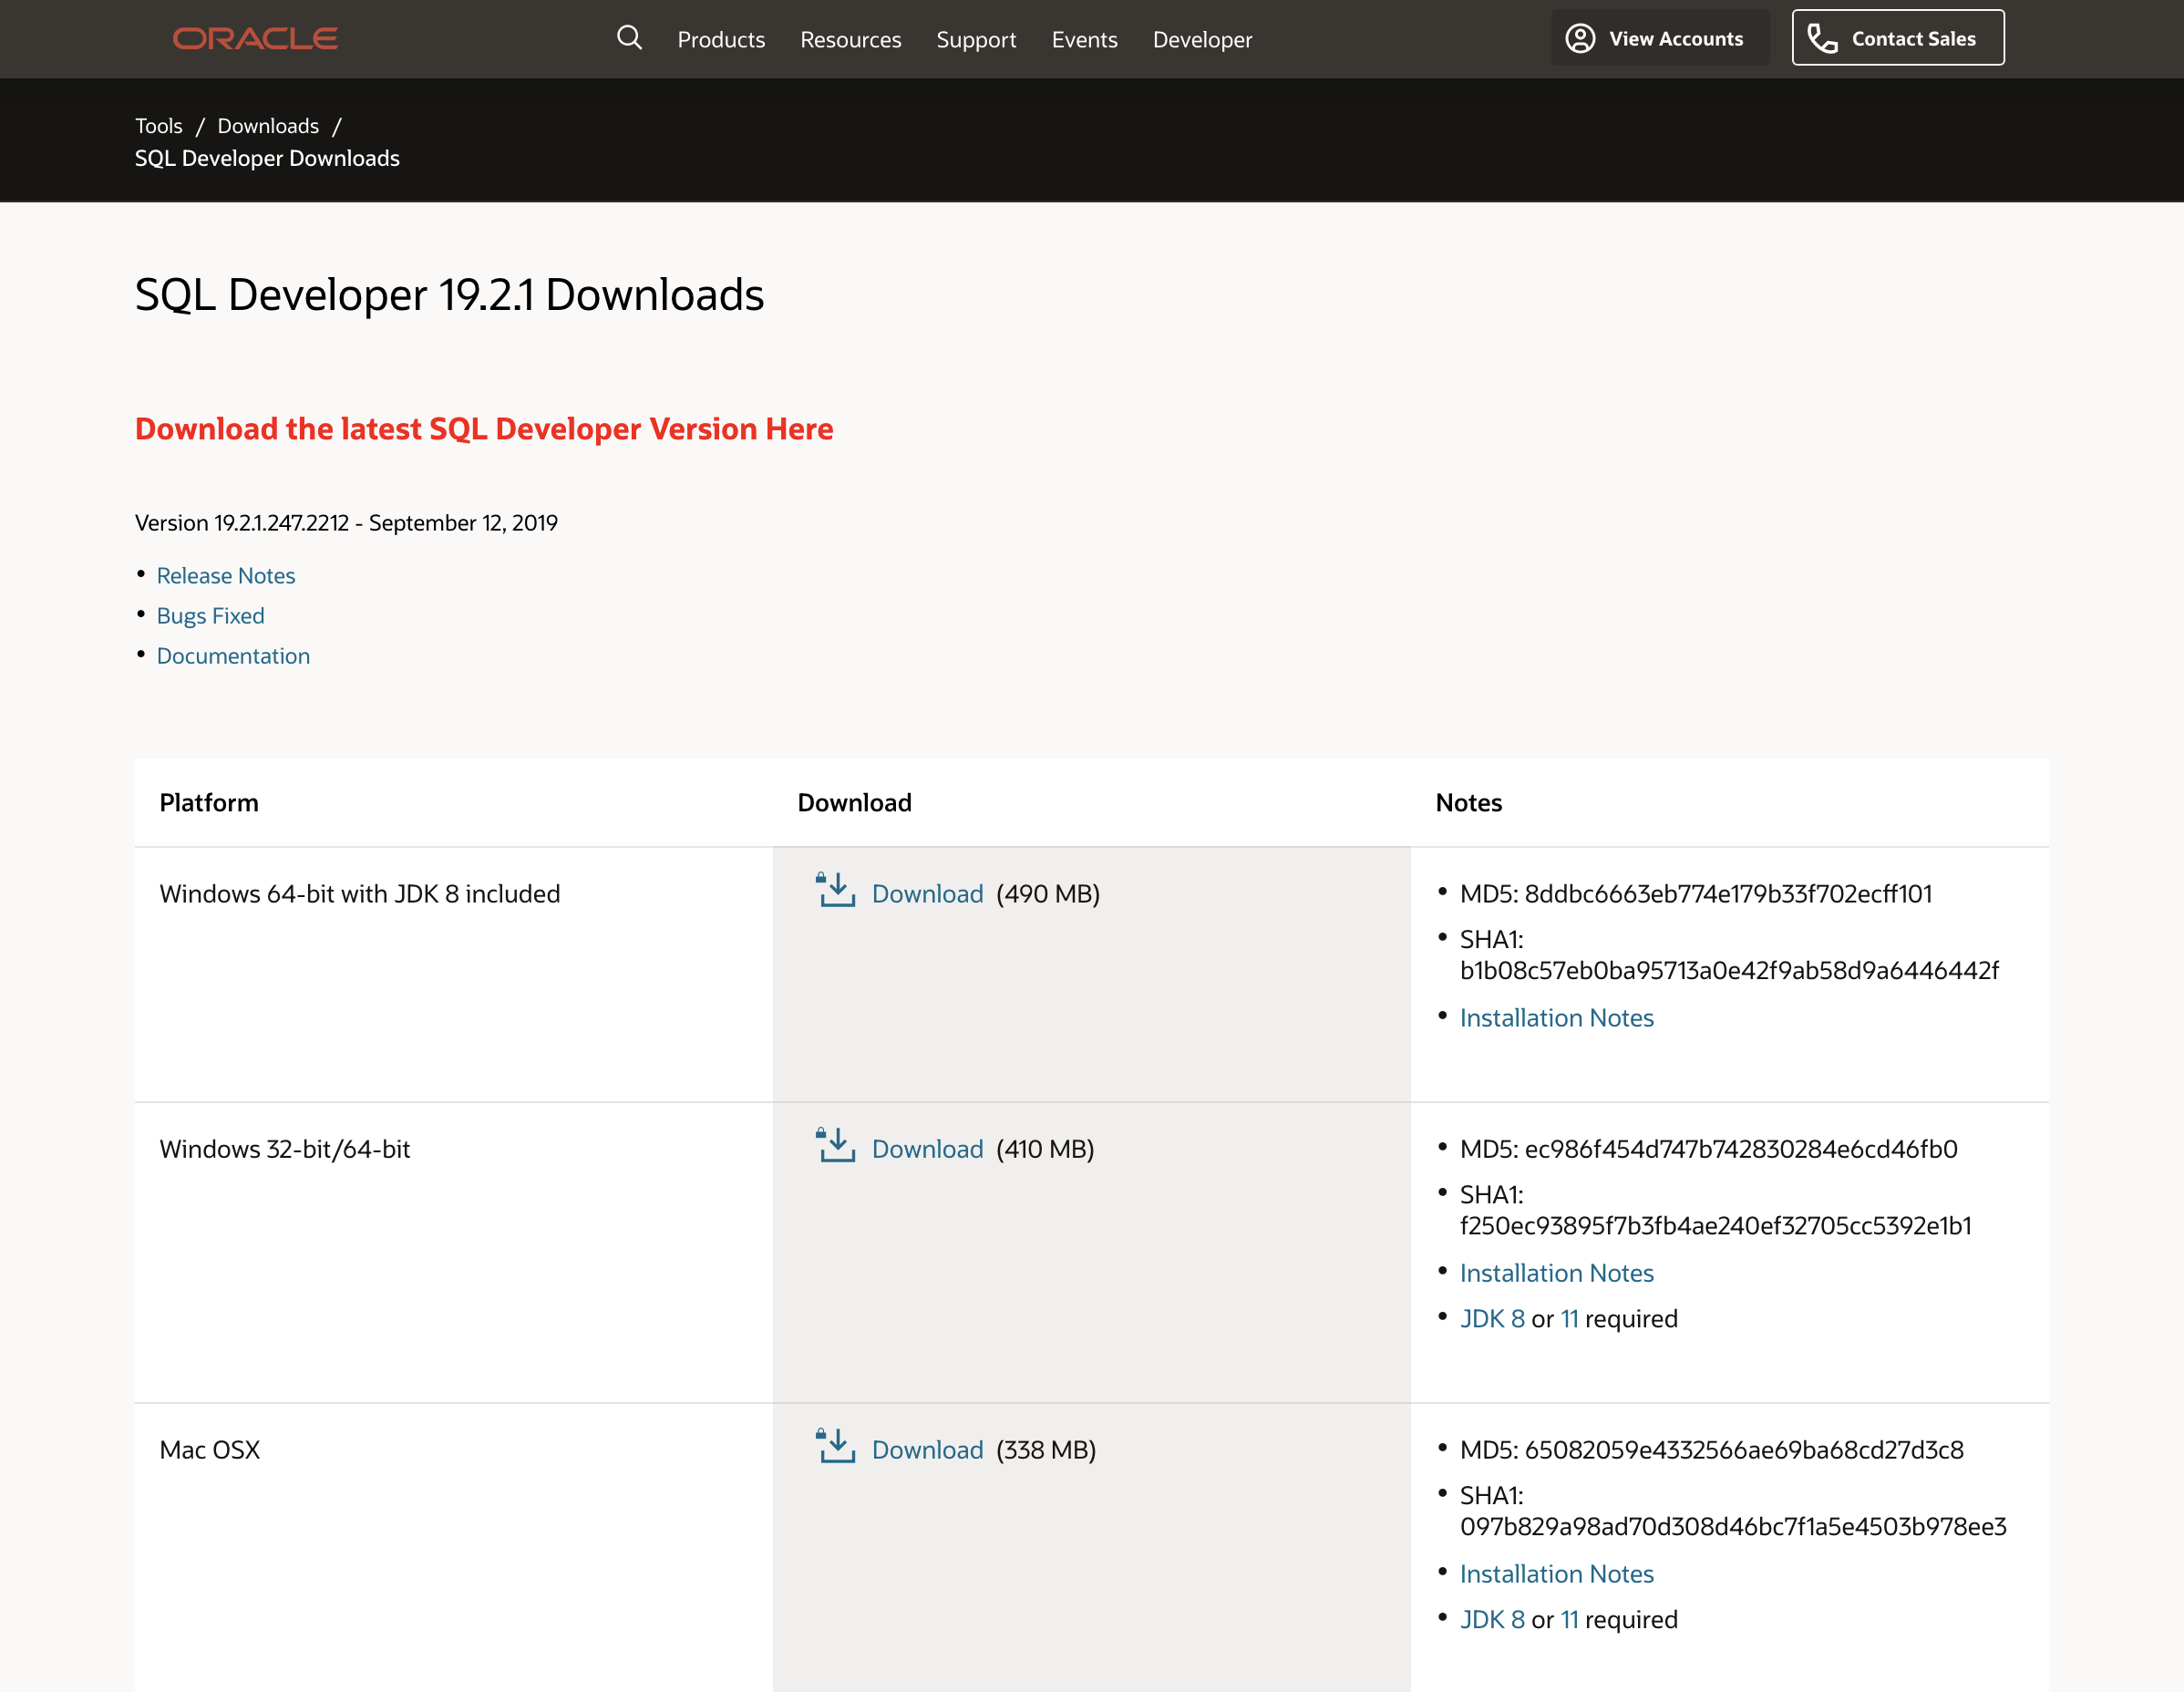 ORACLE
Products Resources Support Events Developer
View Accounts
Contact Sales
Tools / Downloads /
SQL Developer Downloads
SQL Developer 19.2.1 Downloads
Download the latest SQL Developer Version Here
Version 19.2.1.247.2212 - September 12, 2019
• Release Notes
• Bugs Fixed
• Documentation
Platform Download Notes
Windows 64-bit with JDK 8 included
Download (490 MB)
• MD5: 8ddbc6663eb774e179b33f702ecff101
• SHA1:
b1b08c57eb0ba95713a0e42f9ab58d9a6446442f
• Installation Notes
Windows 32-bit/64-bit
Download (410 MB)
• MD5: ec986f454d747b742830284e6cd46fb0
• SHA1:
f250ec93895f7b3fb4ae240ef32705cc5392e1b1
• Installation Notes
• JDK 8 or 11 required
Mac OSX
Download (338 MB)
• MD5: 65082059e4332566ae69ba68cd27d3c8
• SHA1:
097b829a98ad70d308d46bc7f1a5e4503b978ee3
• Installation Notes
• JDK 8 or 11 required